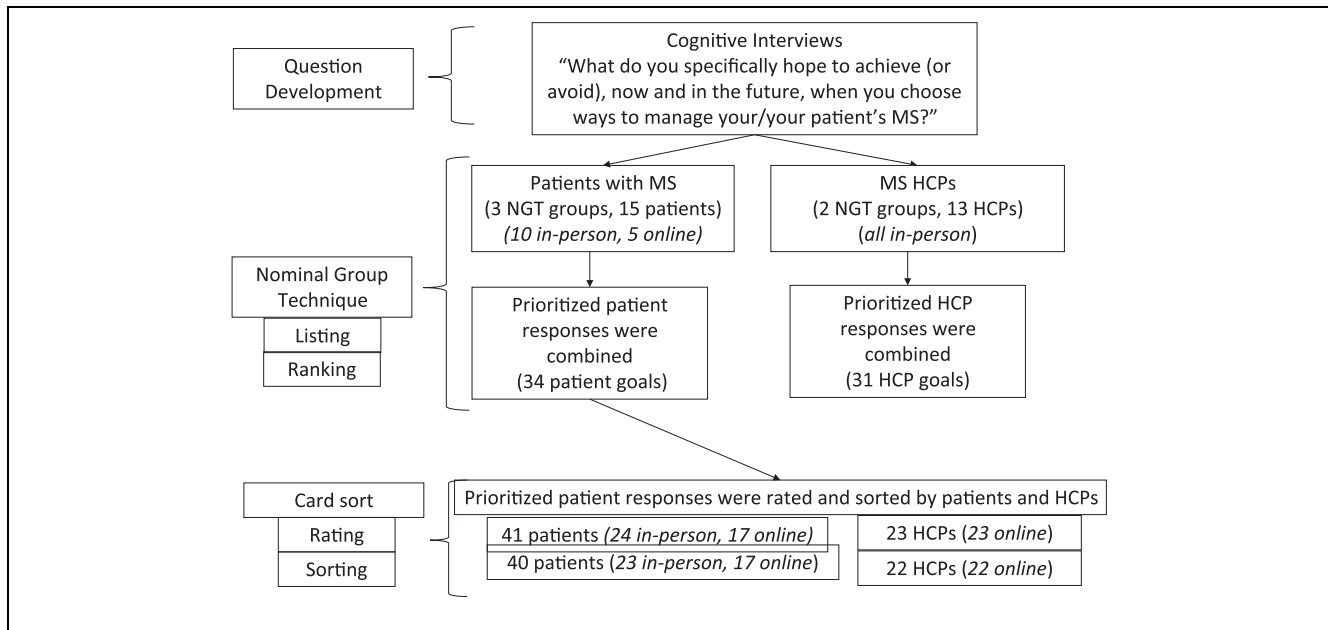 Question
Development
Cognitive Interviews
“What do you specifically hope to achieve (or
avoid), now and in the future, when you choose
ways to manage your/your patient’s MS?”
Patients with MS
(3 NGT groups, 15 patients)
(10 in-person, 5 online)
MS HCPs
(2 NGT groups, 13 HCPs)
(all in-person)
Nominal Group
Technique
Listing
Ranking
Prioritized patient
responses were
combined
(34 patient goals)
Prioritized HCP
responses were
combined
(31 HCP goals)
Card sort
Rating
Sorting
Prioritized patient responses were rated and sorted by patients and HCPs
41 patients (24 in-person, 17 online)
23 HCPs (23 online)
40 patients (23 in-person, 17 online)
22 HCPs (22 online)